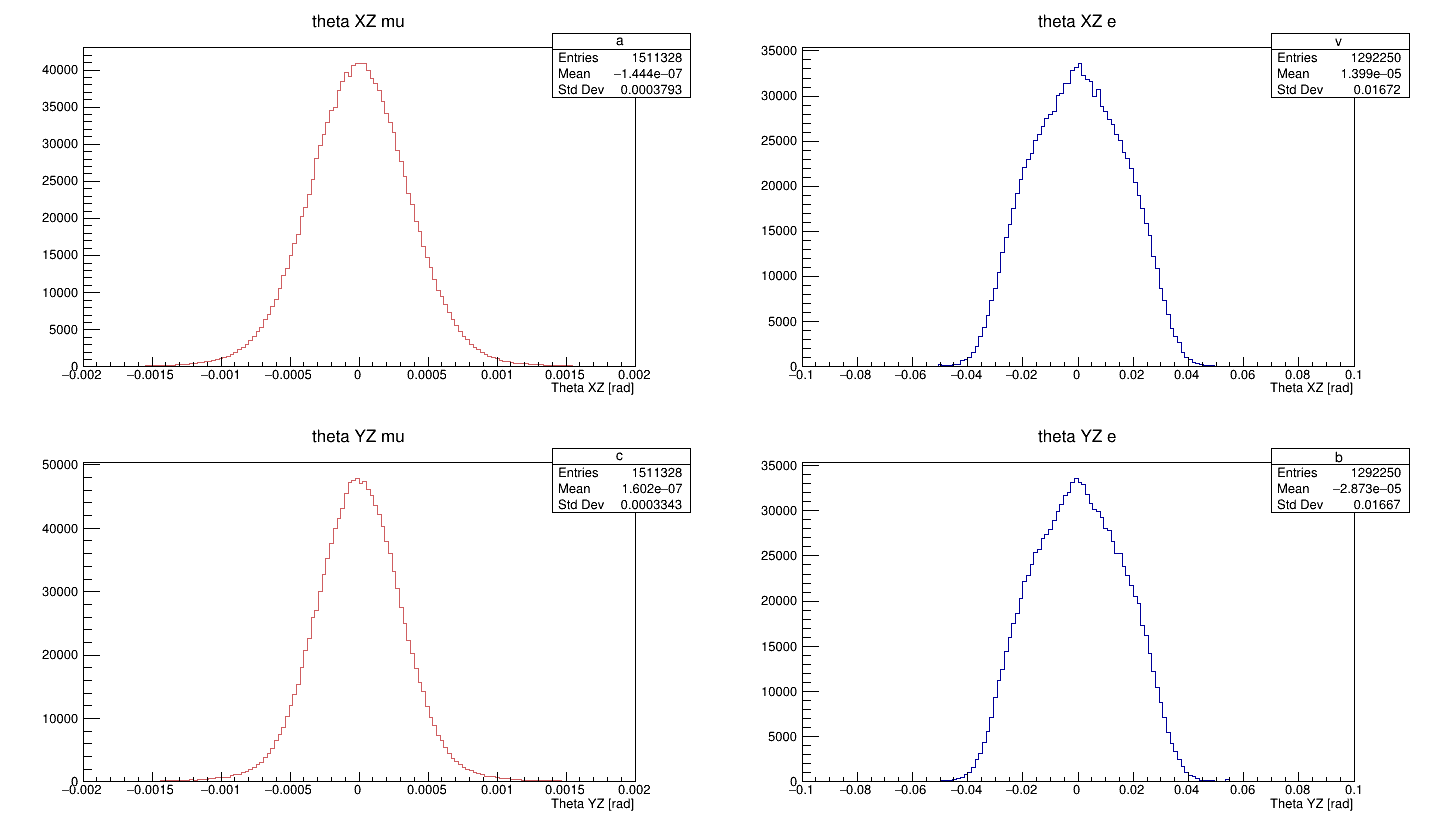 theta XZ mu
a
Entries 1511328
Mean −1.444e−07
Std Dev 0.0003793
40000
35000
30000
25000
20000
15000
10000
5000
0
−0.002 −0.0015 −0.001 −0.0005 0 0.0005 0.001 0.0015 0.002
Theta XZ [rad]
theta XZ e
v
Entries 1292250
Mean 1.399e−05
Std Dev 0.01672
35000
30000
25000
20000
15000
10000
5000
0
−0.1 −0.08 −0.06 −0.04 −0.02 0 0.02 0.04 0.06 0.08 0.1
Theta XZ [rad]
theta YZ mu
c
Entries 1511328
Mean 1.602e−07
Std Dev 0.0003343
50000
40000
30000
20000
10000
0
−0.002 −0.0015 −0.001 −0.0005 0 0.0005 0.001 0.0015 0.002
Theta YZ [rad]
theta YZ e
b
Entries 1292250
Mean −2.873e−05
Std Dev 0.01667
35000
30000
25000
20000
15000
10000
5000
0
−0.1 −0.08 −0.06 −0.04 −0.02 0 0.02 0.04 0.06 0.08 0.1
Theta YZ [rad]